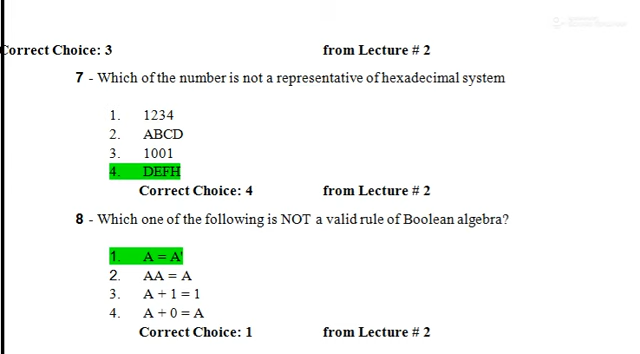 Correct Choice: 3 from Lecture # 2
7 - Which of the number is not a representative of hexadecimal system
1. 1234
2. ABCD
3. 1001
4. DEFH
Correct Choice: 4 from Lecture # 2
8 - Which one of the following is NOT a valid rule of Boolean algebra?
1. A = A'
2. AA = A
3. A + 1 = 1
4. A + 0 = A
Correct Choice: 1 from Lecture # 2